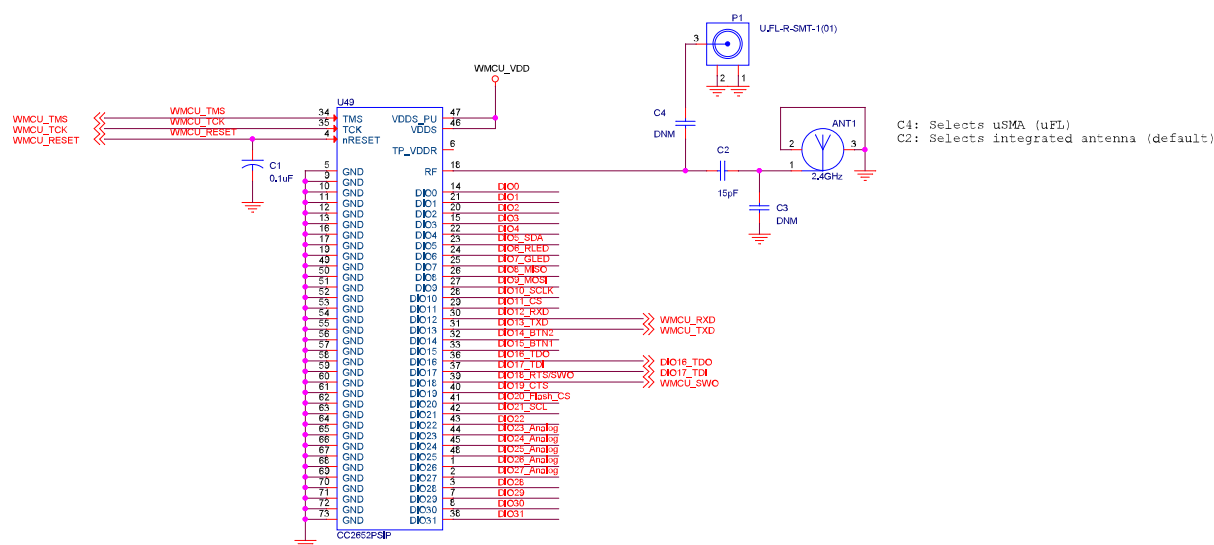 P1
U.FL-R-SMT-1(01)
3
2 1
WMCU_VDD
C4
DNM
C4: Selects uSMA (uFL)
C2: Selects integrated antenna (default)
ANT1
2 3
1
2.4GHz
C2
15pF
C3
DNM
U49
WMCU_TMS WMCU_TMS 34 TMS VDDS_PU 47
WMCU_TCK WMCU_TCK 35 TCK VDDS 46
WMCU_RESET WMCU_RESET 4 nRESET
TP_VDDR 6
C1
0.1uF
5 GND RF 18
9 GND
10 GND DIO0 14 DIO0
11 GND DIO1 21 DIO1
12 GND DIO2 20 DIO2
13 GND DIO3 15 DIO3
16 GND DIO4 22 DIO4
17 GND DIO5 23 DIO5_SDA
19 GND DIO6 24 DIO6_RLED
49 GND DIO7 25 DIO7_GLED
50 GND DIO8 26 DIO8_MISO
51 GND DIO9 27 DIO9_MOSI
52 GND DIO10 28 DIO10_SCLK
53 GND DIO11 29 DIO11_CS
54 GND DIO12 30 DIO12_RXD WMCU_RXD
55 GND DIO13 31 DIO13_TXD WMCU_TXD
56 GND DIO14 32 DIO14_BTN2
57 GND DIO15 33 DIO15_BTN1
58 GND DIO16 36 DIO16_TDO DIO16_TDO
59 GND DIO17 37 DIO17_TDI DIO17_TDI
60 GND DIO18 39 DIO18_RTS/SWO WMCU_SWO
61 GND DIO19 40 DIO19_CTS
62 GND DIO20 41 DIO20_Flash_CS
63 GND DIO21 42 DIO21_SCL
64 GND DIO22 43 DIO22
65 GND DIO23 44 DIO23_Analog
66 GND DIO24 45 DIO24_Analog
67 GND DIO25 48 DIO25_Analog
68 GND DIO26 1 DIO26_Analog
69 GND DIO27 2 DIO27_Analog
70 GND DIO28 3 DIO28
71 GND DIO29 7 DIO29
72 GND DIO30 8 DIO30
73 GND DIO31 38 DIO31
CC2652PSIP